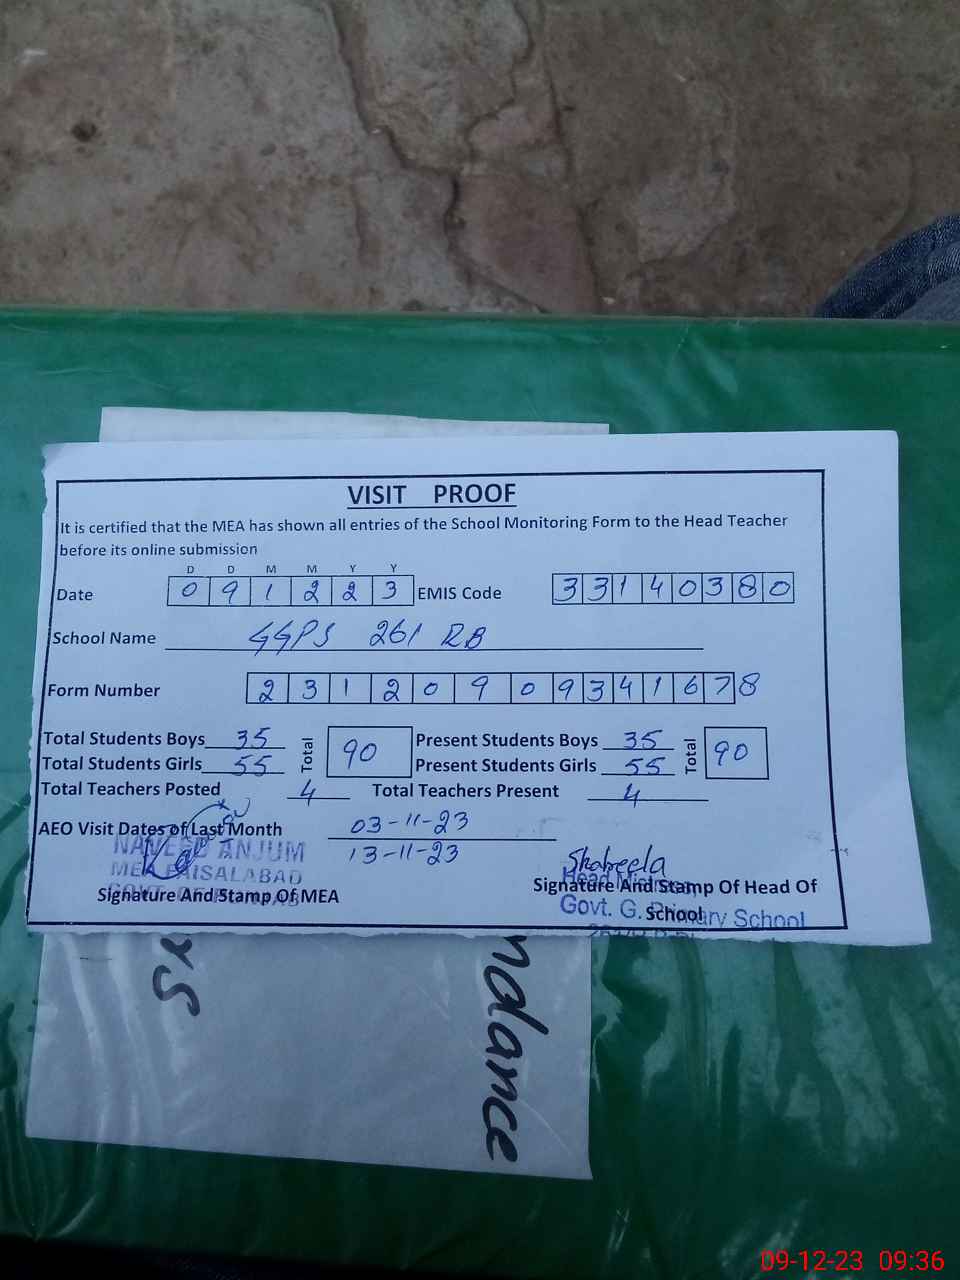 VISIT PROOF
It is certified that the MEA has shown all entries of the School Monitoring Form to the Head Teacher
before its online submission
D D M M Y Y
Date 0 9 1 2 2 3 EMIS Code 3 3 1 4 0 3 8 0
School Name GGPS 261 RB
Form Number 2 3 1 2 0 9 0 9 3 4 1 6 7 8
Total Students Boys 35 Total 90 Present Students Boys 35 Total 90
Total Students Girls 55 Present Students Girls 55
Total Teachers Posted 4 Total Teachers Present 4
AEO Visit Dates of Last Month 03-11-23
13-11-23
ANJUM
MEA FAISALABAD
Signature And Stamp Of MEA
Shabeela
Head Mistress,
Signature And Stamp Of Head Of
School
Govt. G. Primary School
ndance
09-12-23 09:36